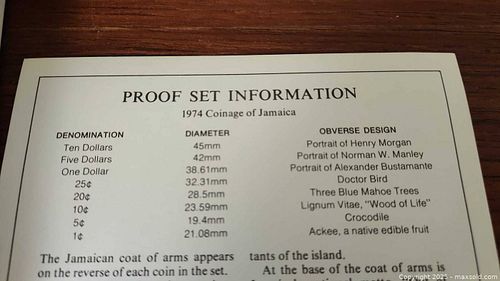 PROOF SET INFORMATION
1974 Coinage of Jamaica
DENOMINATION DIAMETER OBVERSE DESIGN
Ten Dollars 45mm Portrait of Henry Morgan
Five Dollars 42mm Portrait of Norman W. Manley
One Dollar 38.61mm Portrait of Alexander Bustamante
25¢ 32.31mm Doctor Bird
20¢ 28.5mm Three Blue Mahoe Trees
10¢ 23.59mm Lignum Vitae, "Wood of Life"
5¢ 19.4mm Crocodile
1¢ 21.08mm Ackee, a native edible fruit
The Jamaican coat of arms appears
on the reverse of each coin in the set.
tants of the island.
At the base of the coat of arms is
Copyright 2025 - maxsold.com